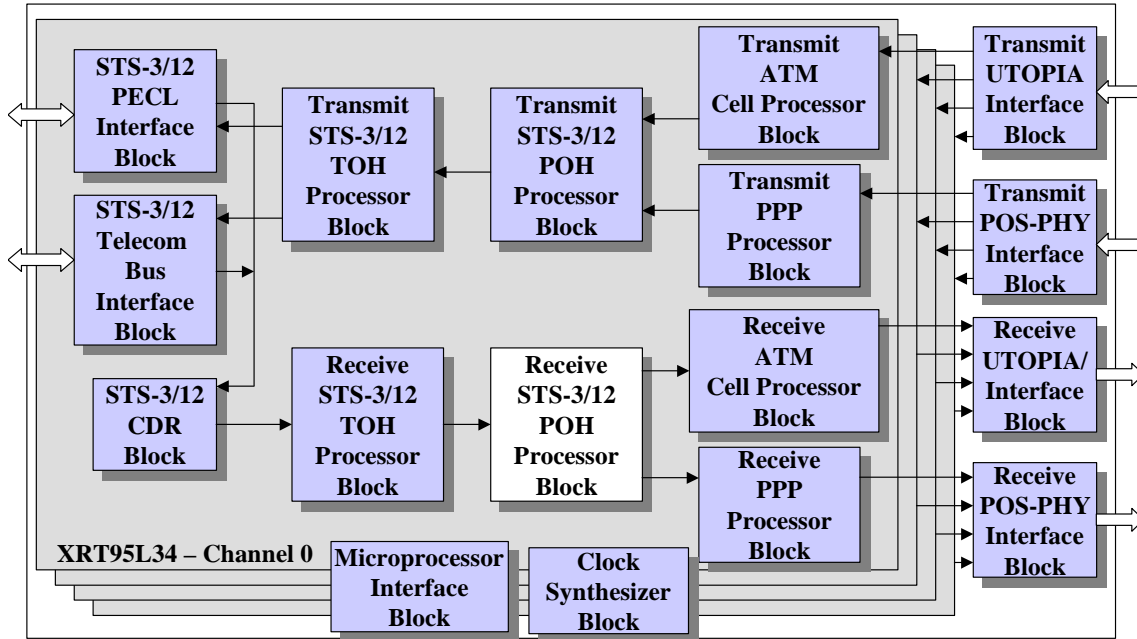 STS-3/12
PECL
Interface
Block
Transmit
STS-3/12
TOH
Processor
Block
Transmit
STS-3/12
POH
Processor
Block
Transmit
ATM
Cell Processor
Block
Transmit
UTOPIA
Interface
Block
STS-3/12
Telecom
Bus
Interface
Block
Transmit
PPP
Processor
Block
Transmit
POS-PHY
Interface
Block
STS-3/12
CDR
Block
Receive
STS-3/12
TOH
Processor
Block
Receive
STS-3/12
POH
Processor
Block
Receive
ATM
Cell Processor
Block
Receive
UTOPIA/
Interface
Block
Receive
PPP
Processor
Block
Receive
POS-PHY
Interface
Block
XRT95L34 – Channel 0
Microprocessor
Interface
Block
Clock
Synthesizer
Block